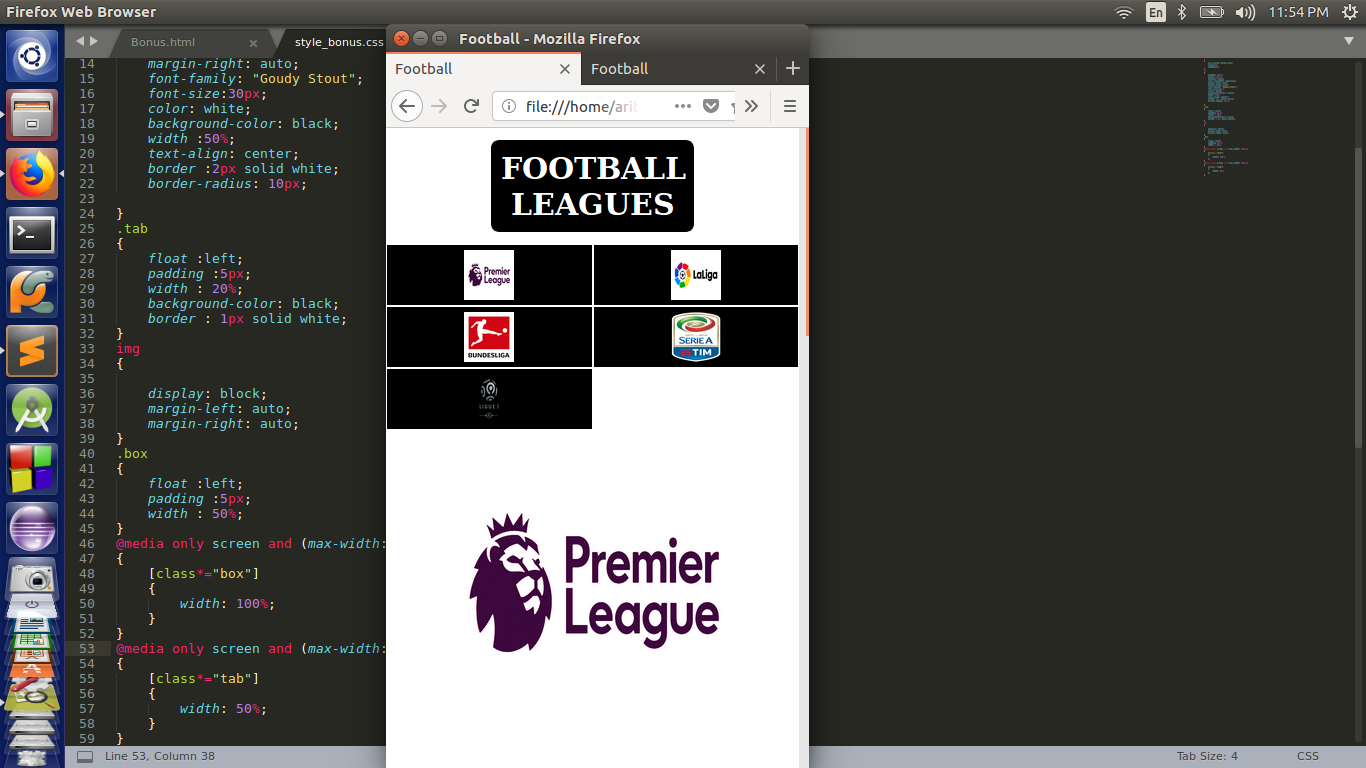 Firefox Web Browser
En
11:54 PM
Bonus.html
style_bonus.css
14 margin-right: auto;
15 font-family: "Goudy Stout";
16 font-size:30px;
17 color: white;
18 background-color: black;
19 width :50%;
20 text-align: center;
21 border :2px solid white;
22 border-radius: 10px;
23
24 }
25 .tab
26 {
27 float :left;
28 padding :5px;
29 width : 20%;
30 background-color: black;
31 border : 1px solid white;
32 }
33 img
34 {
35
36 display: block;
37 margin-left: auto;
38 margin-right: auto;
39 }
40 .box
41 {
42 float :left;
43 padding :5px;
44 width : 50%;
45 }
46 @media only screen and (max-width:
47 {
48 [class*="box"]
49 {
50 width: 100%;
51 }
52 }
53 @media only screen and (max-width:
54 {
55 [class*="tab"]
56 {
57 width: 50%;
58 }
59 }
Line 53, Column 38
Tab Size: 4
CSS
Football - Mozilla Firefox
Football
Football
file:///home/arit
FOOTBALL
LEAGUES
Premier
League
LaLiga
BUNDESLIGA
SERIE A
TIM
LIGUE 1
Premier
League